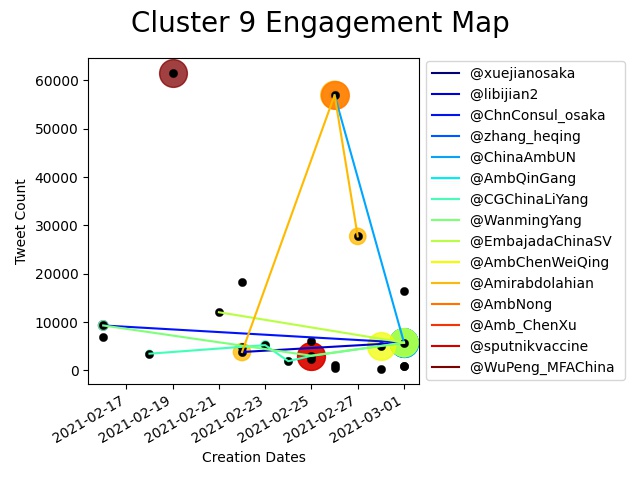 Cluster 9 Engagement Map
Tweet Count
60000
50000
40000
30000
20000
10000
0
2021-02-17
2021-02-19
2021-02-21
2021-02-23
2021-02-25
2021-02-27
2021-03-01
Creation Dates
@xuejianosaka
@libijian2
@ChnConsul_osaka
@zhang_heqing
@ChinaAmbUN
@AmbQinGang
@CGChinaLiYang
@WanmingYang
@EmbajadaChinaSV
@AmbChenWeiQing
@Amirabdolahian
@AmbNong
@Amb_ChenXu
@sputnikvaccine
@WuPeng_MFAChina